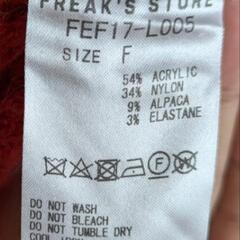 FREAK'S STORE
FEF17-L005
SIZE F
54% ACRYLIC
34% NYLON
9% ALPACA
3% ELASTANE
F
DO NOT WASH
DO NOT BLEACH
DO NOT TUMBLE DRY